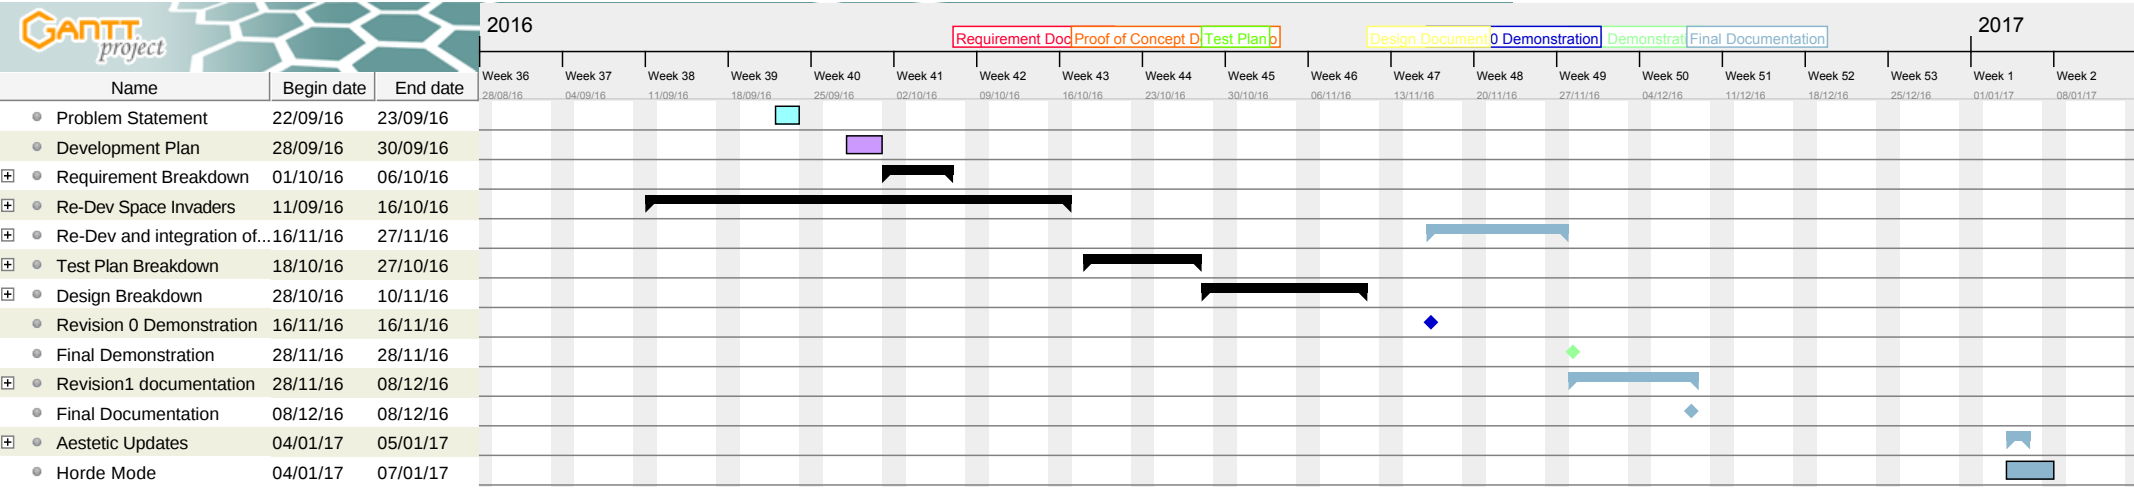 GANTT
project
2016
2017
Requirement Doc
Proof of Concept D
Test Plan
Design Document
0 Demonstration
Demonstrat
Final Documentation
Name Begin date End date
Week 36 Week 37 Week 38 Week 39 Week 40 Week 41 Week 42 Week 43 Week 44 Week 45 Week 46 Week 47 Week 48 Week 49 Week 50 Week 51 Week 52 Week 53 Week 1 Week 2
28/08/16 04/09/16 11/09/16 18/09/16 25/09/16 02/10/16 09/10/16 16/10/16 23/10/16 30/10/16 06/11/16 13/11/16 20/11/16 27/11/16 04/12/16 11/12/16 18/12/16 25/12/16 01/01/17 08/01/17
Problem Statement 22/09/16 23/09/16
Development Plan 28/09/16 30/09/16
Requirement Breakdown 01/10/16 06/10/16
Re-Dev Space Invaders 11/09/16 16/10/16
Re-Dev and integration of... 16/11/16 27/11/16
Test Plan Breakdown 18/10/16 27/10/16
Design Breakdown 28/10/16 10/11/16
Revision 0 Demonstration 16/11/16 16/11/16
Final Demonstration 28/11/16 28/11/16
Revision1 documentation 28/11/16 08/12/16
Final Documentation 08/12/16 08/12/16
Aestetic Updates 04/01/17 05/01/17
Horde Mode 04/01/17 07/01/17